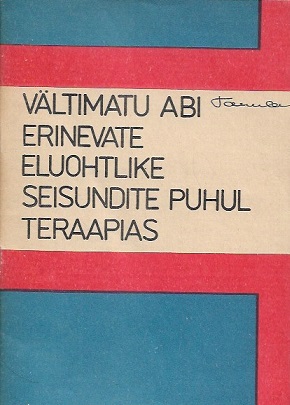 VÄLTIMATU ABI
ERINEVATE
ELUOHTLIKE
SEISUNDITE PUHUL
TERAAPIAS